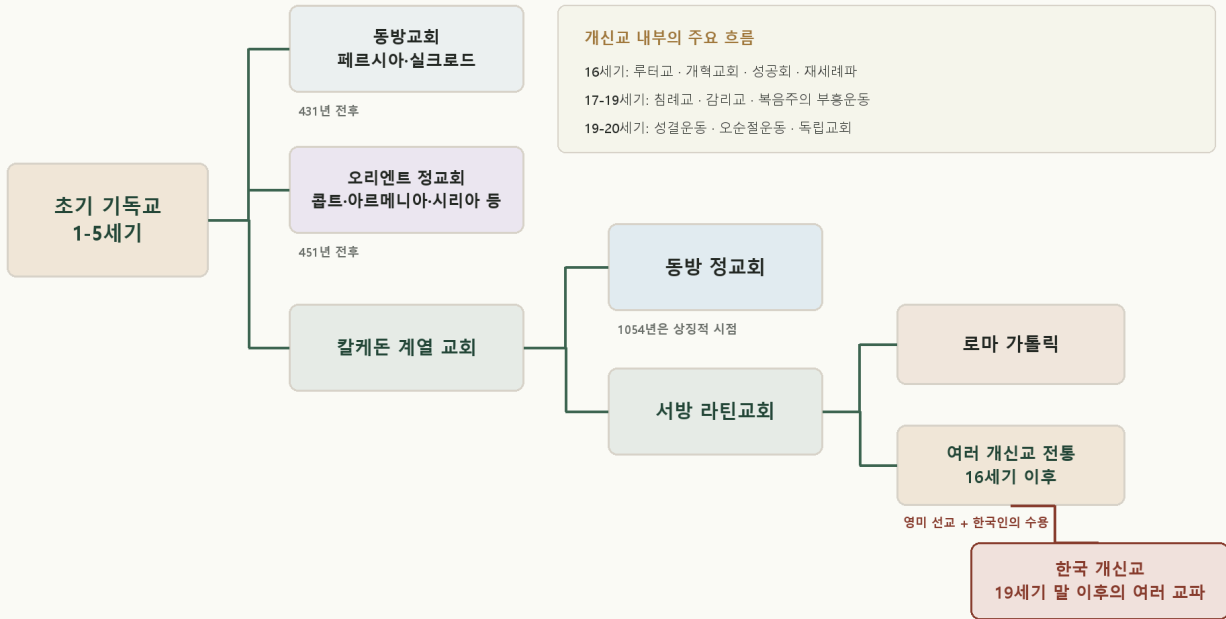 동방교회
페르시아·실크로드
431년 전후
개신교 내부의 주요 흐름
16세기: 루터교 · 개혁교회 · 성공회 · 재세례파
17-19세기: 침례교 · 감리교 · 복음주의 부흥운동
19-20세기: 성결운동 · 오순절운동 · 독립교회
초기 기독교
1-5세기
오리엔트 정교회
콥트·아르메니아·시리아 등
451년 전후
칼케돈 계열 교회
동방 정교회
1054년은 상징적 시점
서방 라틴교회
로마 가톨릭
여러 개신교 전통
16세기 이후
영미 선교 + 한국인의 수용
한국 개신교
19세기 말 이후의 여러 교파